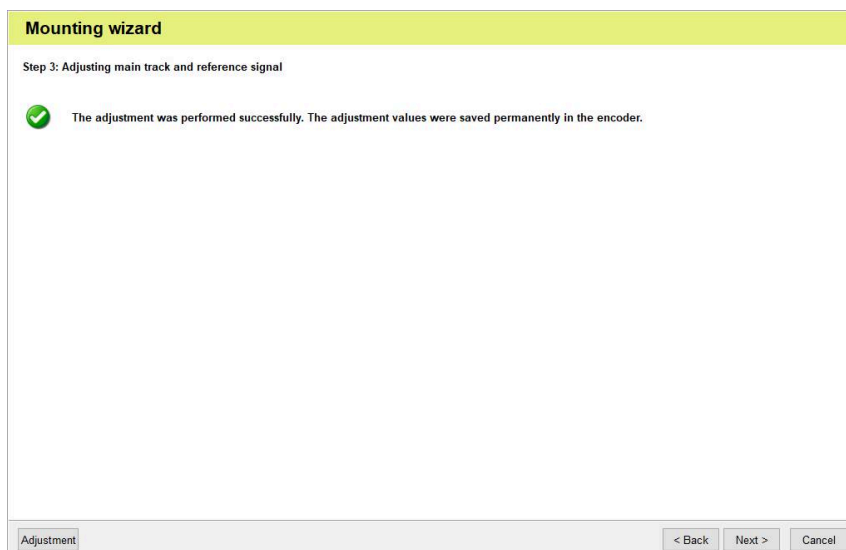 Mounting wizard
Step 3: Adjusting main track and reference signal
The adjustment was performed successfully. The adjustment values were saved permanently in the encoder.
Adjustment
< Back
Next >
Cancel